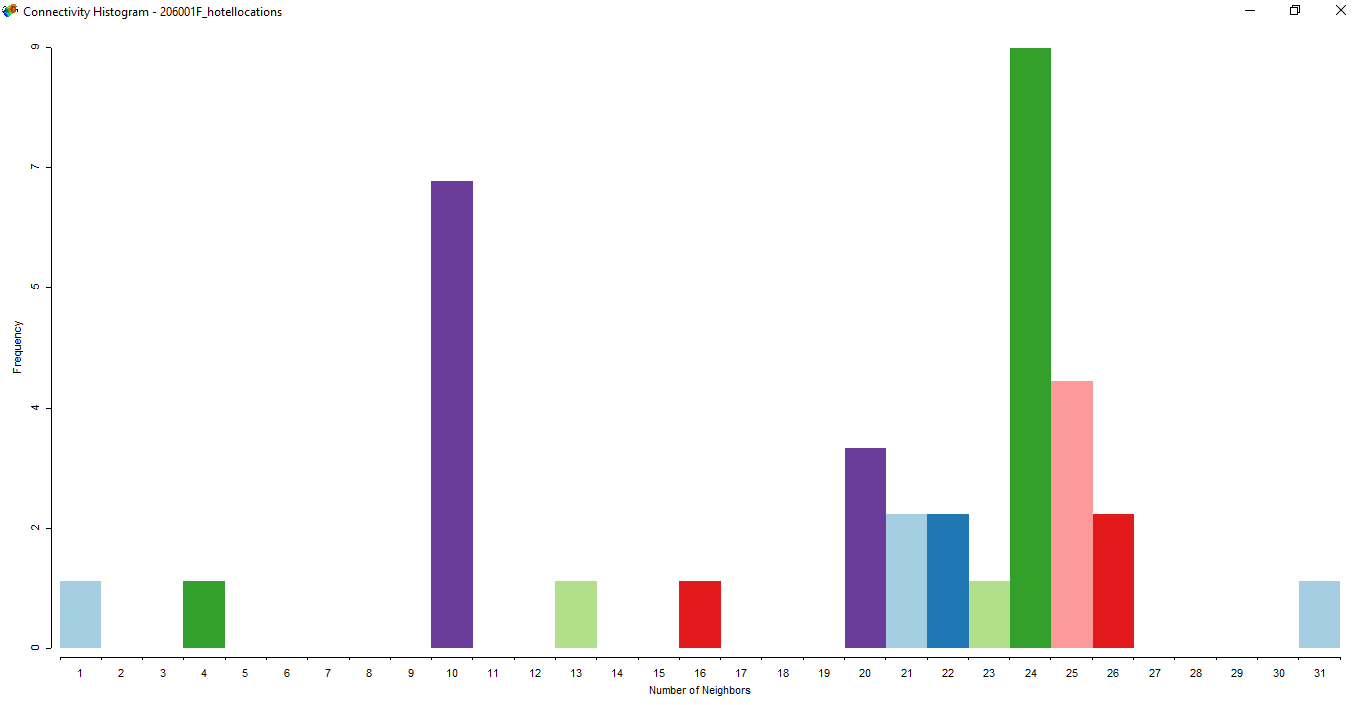 Connectivity Histogram - 206001F_hotellocations
9
7
5
4
2
0
Frequency
1 2 3 4 5 6 7 8 9 10 11 12 13 14 15 16 17 18 19 20 21 22 23 24 25 26 27 28 29 30 31
Number of Neighbors